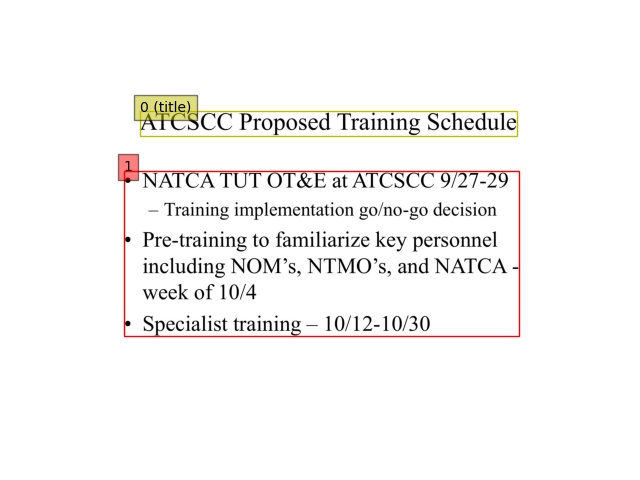 0 (title)
ATCSCC Proposed Training Schedule
1
• NATCA TUT OT&E at ATCSCC 9/27-29
– Training implementation go/no-go decision
• Pre-training to familiarize key personnel
including NOM's, NTMO's, and NATCA -
week of 10/4
• Specialist training – 10/12-10/30